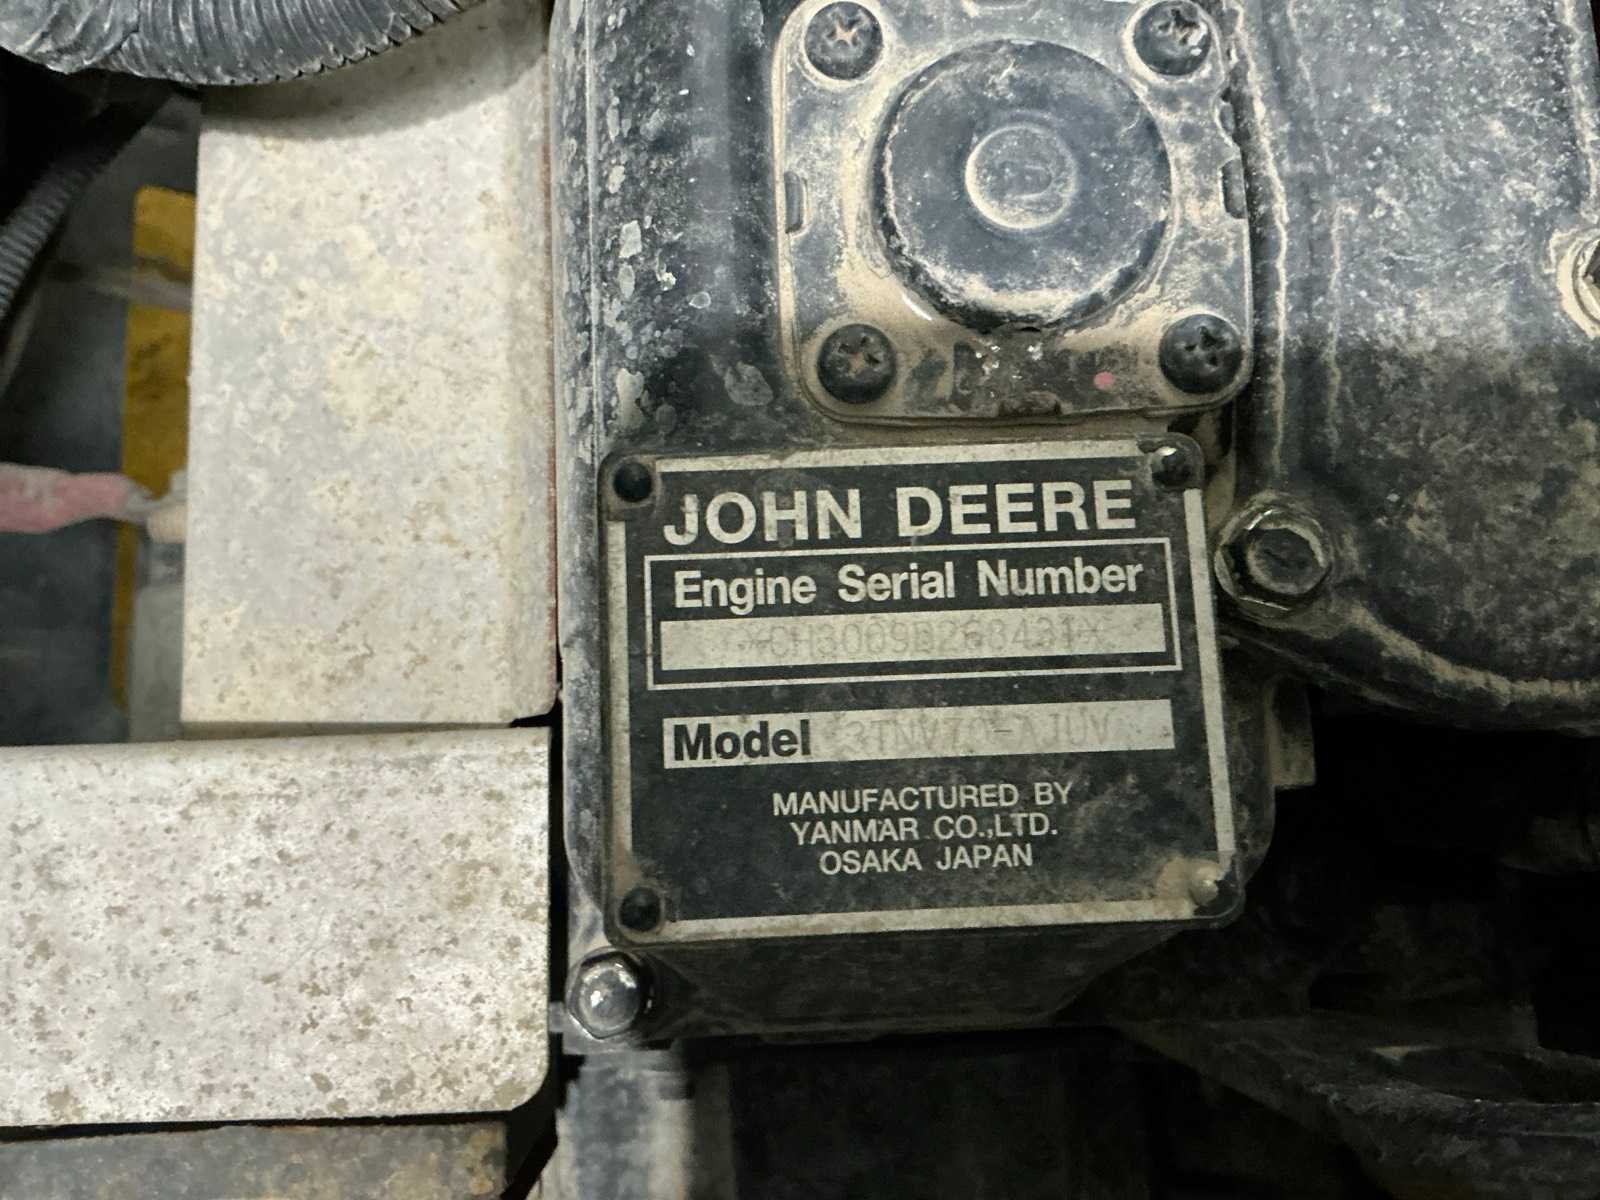 JOHN DEERE
Engine Serial Number
Model
MANUFACTURED BY
YANMAR CO.,LTD.
OSAKA JAPAN